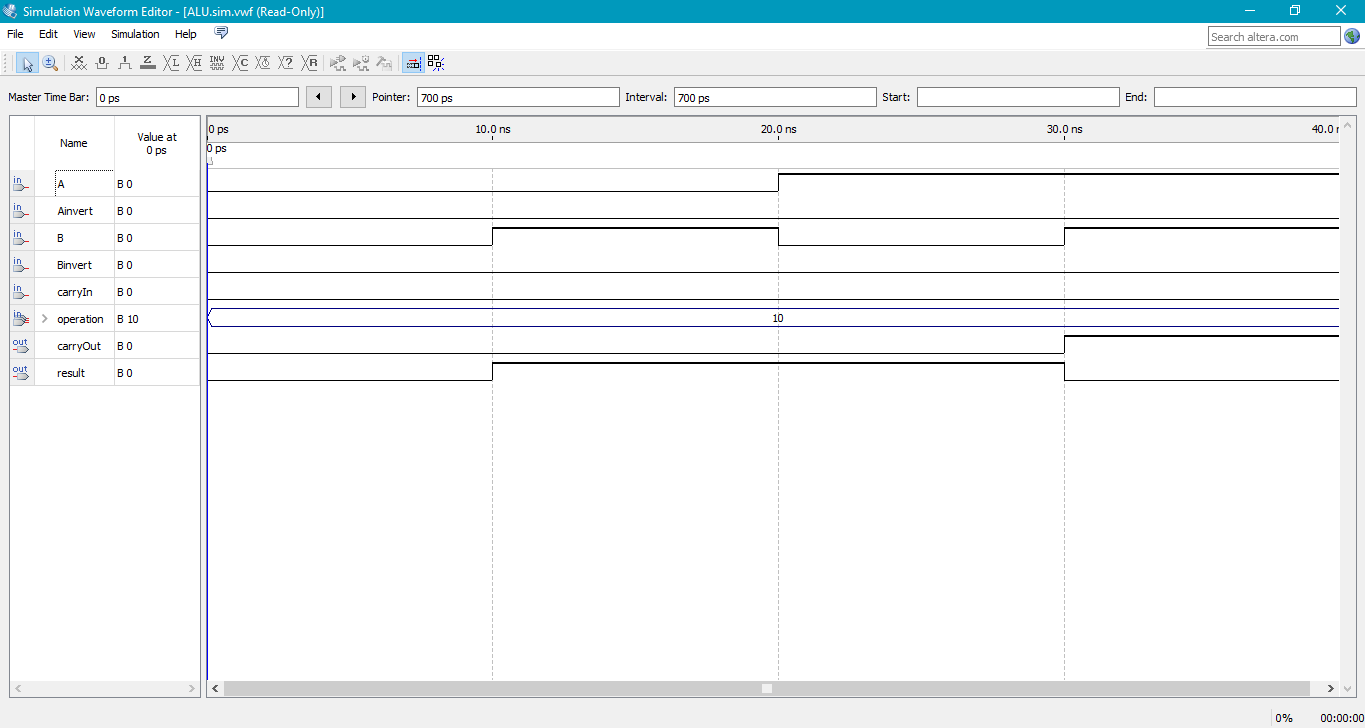 Simulation Waveform Editor - [ALU.sim.vwf (Read-Only)]
File Edit View Simulation Help
Search altera.com
Master Time Bar: 0 ps Pointer: 700 ps Interval: 700 ps Start: End:
Name Value at 0 ps
0 ps 10.0 ns 20.0 ns 30.0 ns 40.0 n
0 ps
in A B 0
in Ainvert B 0
in B B 0
in Binvert B 0
in carryIn B 0
in operation B 10 10
out carryOut B 0
out result B 0
0% 00:00:00